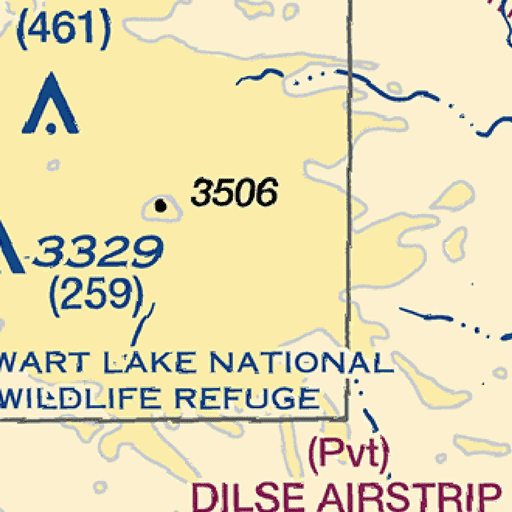 (461)
3506
3329
(259)
WART LAKE NATIONAL
WILDLIFE REFUGE
(Pvt)
DILSE AIRSTRIP